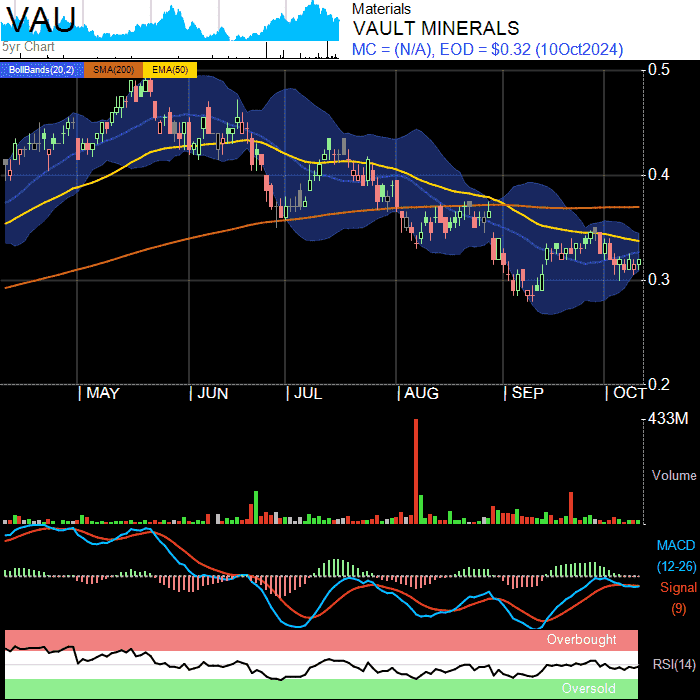 VAU
5yr Chart
Materials
VAULT MINERALS
MC = (N/A), EOD = $0.32 (10Oct2024)
BollBands(20,2) SMA(200) EMA(50)
0.5
0.4
0.3
0.2
| MAY | JUN | JUL | AUG | SEP | OCT
433M
Volume
MACD
(12-26)
Signal
(9)
Overbought
RSI(14)
Oversold